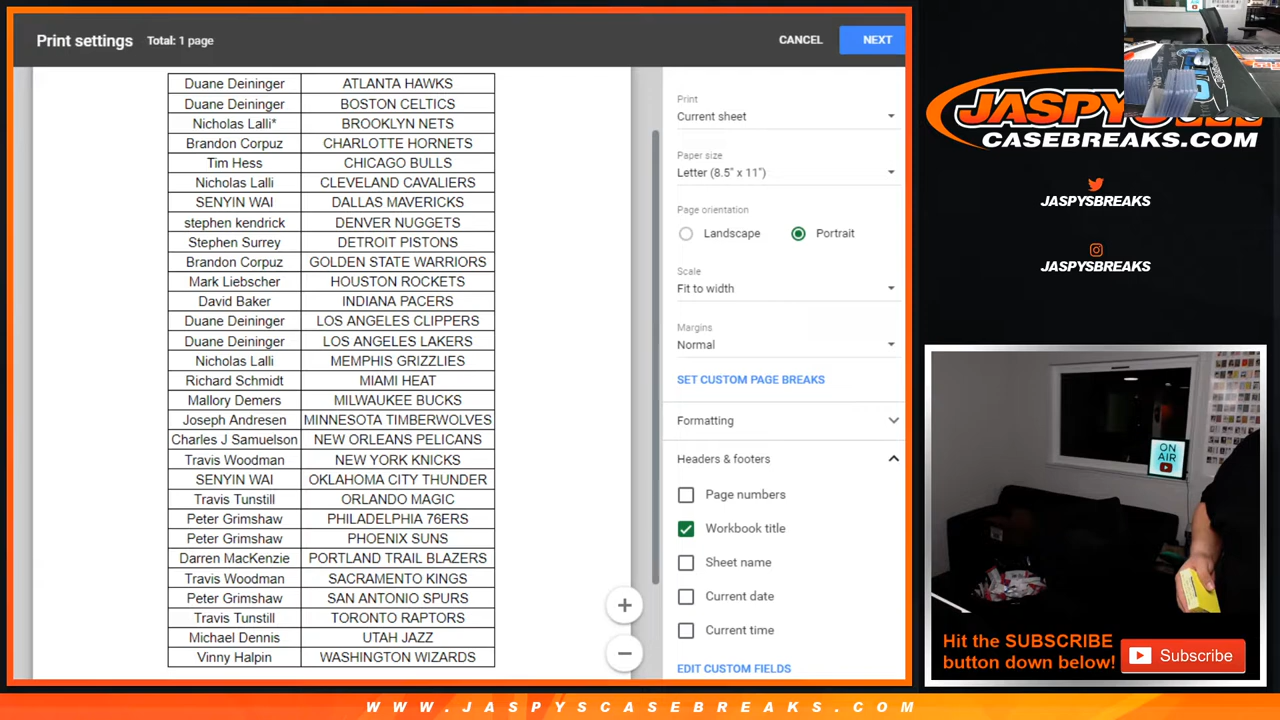 Print settings Total: 1 page CANCEL NEXT
Duane Deininger ATLANTA HAWKS
Duane Deininger BOSTON CELTICS
Nicholas Lalli* BROOKLYN NETS
Brandon Corpuz CHARLOTTE HORNETS
Tim Hess CHICAGO BULLS
Nicholas Lalli CLEVELAND CAVALIERS
SENYIN WAI DALLAS MAVERICKS
stephen kendrick DENVER NUGGETS
Stephen Surrey DETROIT PISTONS
Brandon Corpuz GOLDEN STATE WARRIORS
Mark Liebscher HOUSTON ROCKETS
David Baker INDIANA PACERS
Duane Deininger LOS ANGELES CLIPPERS
Duane Deininger LOS ANGELES LAKERS
Nicholas Lalli MEMPHIS GRIZZLIES
Richard Schmidt MIAMI HEAT
Mallory Demers MILWAUKEE BUCKS
Joseph Andresen MINNESOTA TIMBERWOLVES
Charles J Samuelson NEW ORLEANS PELICANS
Travis Woodman NEW YORK KNICKS
SENYIN WAI OKLAHOMA CITY THUNDER
Travis Tunstill ORLANDO MAGIC
Peter Grimshaw PHILADELPHIA 76ERS
Peter Grimshaw PHOENIX SUNS
Darren MacKenzie PORTLAND TRAIL BLAZERS
Travis Woodman SACRAMENTO KINGS
Peter Grimshaw SAN ANTONIO SPURS
Travis Tunstill TORONTO RAPTORS
Michael Dennis UTAH JAZZ
Vinny Halpin WASHINGTON WIZARDS
Print
Current sheet
Paper size
Letter (8.5" x 11")
Page orientation
Landscape Portrait
Scale
Fit to width
Margins
Normal
SET CUSTOM PAGE BREAKS
Formatting
Headers & footers
Page numbers
Workbook title
Sheet name
Current date
Current time
EDIT CUSTOM FIELDS
CASEBREAKS.COM
JASPYSBREAKS
JASPYSBREAKS
ON
AIR
Hit the SUBSCRIBE
button down below!
Subscribe
WWW.JASPYSCASEBREAKS.COM